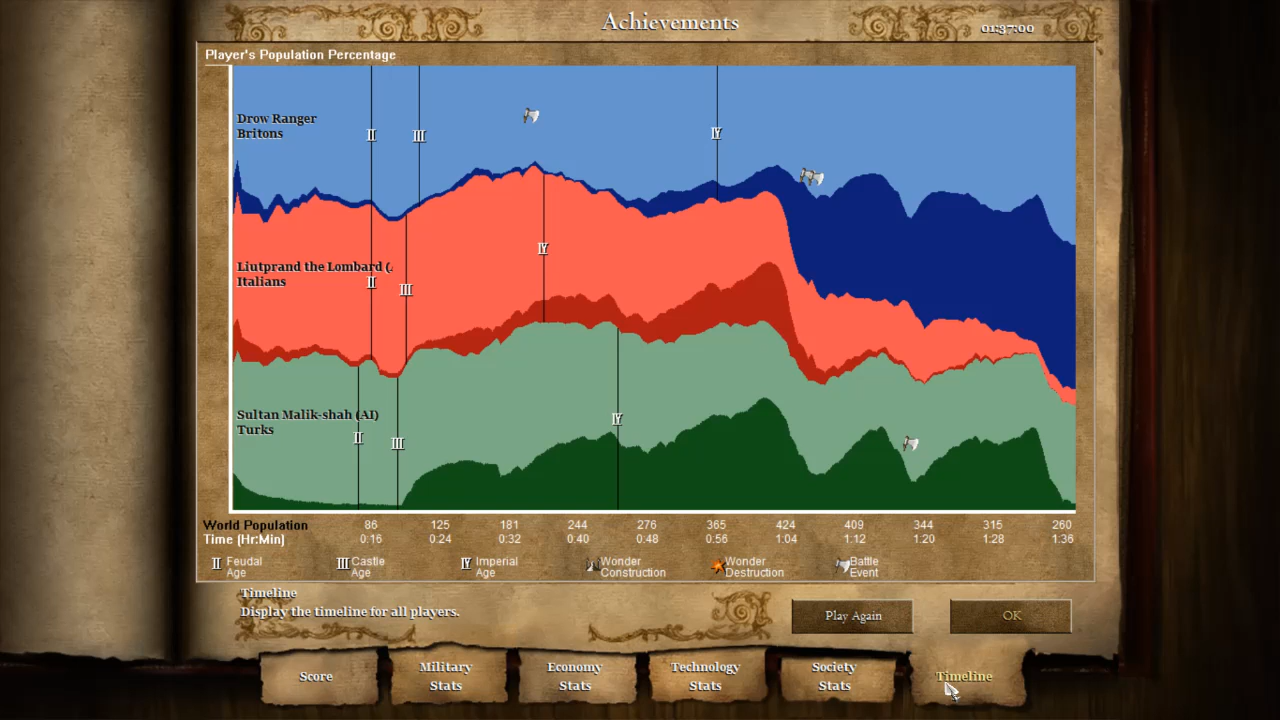 Achievements
01:37:00
Player's Population Percentage
Drow Ranger
Britons
II
III
IV
Liutprand the Lombard (.
Italians
II
III
IV
Sultan Malik-shah (AI)
Turks
II
III
IV
World Population 86 125 181 244 276 365 424 409 344 315 260
Time (Hr:Min) 0:16 0:24 0:32 0:40 0:48 0:56 1:04 1:12 1:20 1:28 1:36
II Feudal Age
III Castle Age
IV Imperial Age
Wonder Construction
Wonder Destruction
Battle Event
Timeline
Display the timeline for all players.
Play Again
OK
Score
Military Stats
Economy Stats
Technology Stats
Society Stats
Timeline